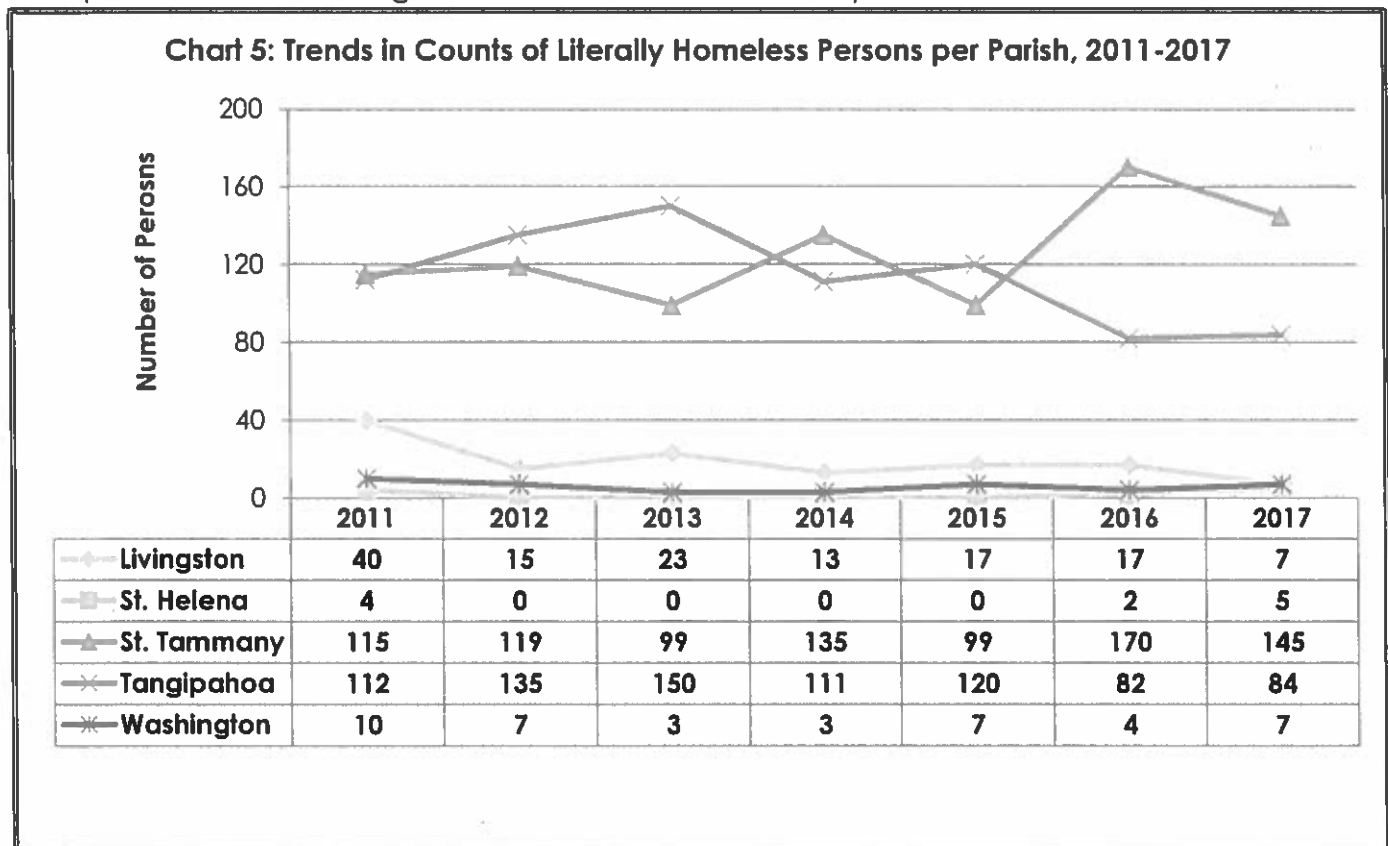 Chart 5: Trends in Counts of Literally Homeless Persons per Parish, 2011-2017
Number of Perosns
200
160
120
80
40
0
2011 2012 2013 2014 2015 2016 2017
Livingston 40 15 23 13 17 17 7
St. Helena 4 0 0 0 0 2 5
St. Tammany 115 119 99 135 99 170 145
Tangipahoa 112 135 150 111 120 82 84
Washington 10 7 3 3 7 4 7